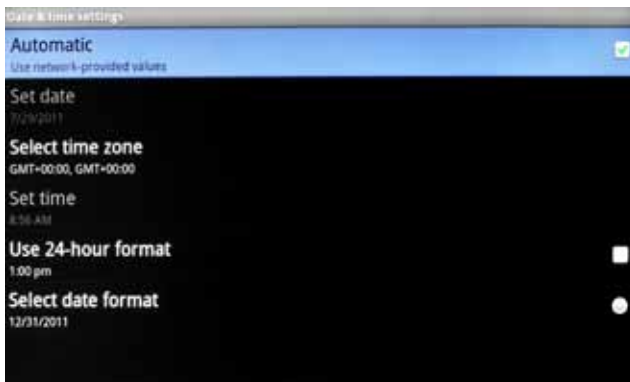 Date & time settings
Automatic
Use network-provided values
Set date
7/29/2011
Select time zone
GMT+00:00, GMT+00:00
Set time
8:56 AM
Use 24-hour format
1:00 pm
Select date format
12/31/2011